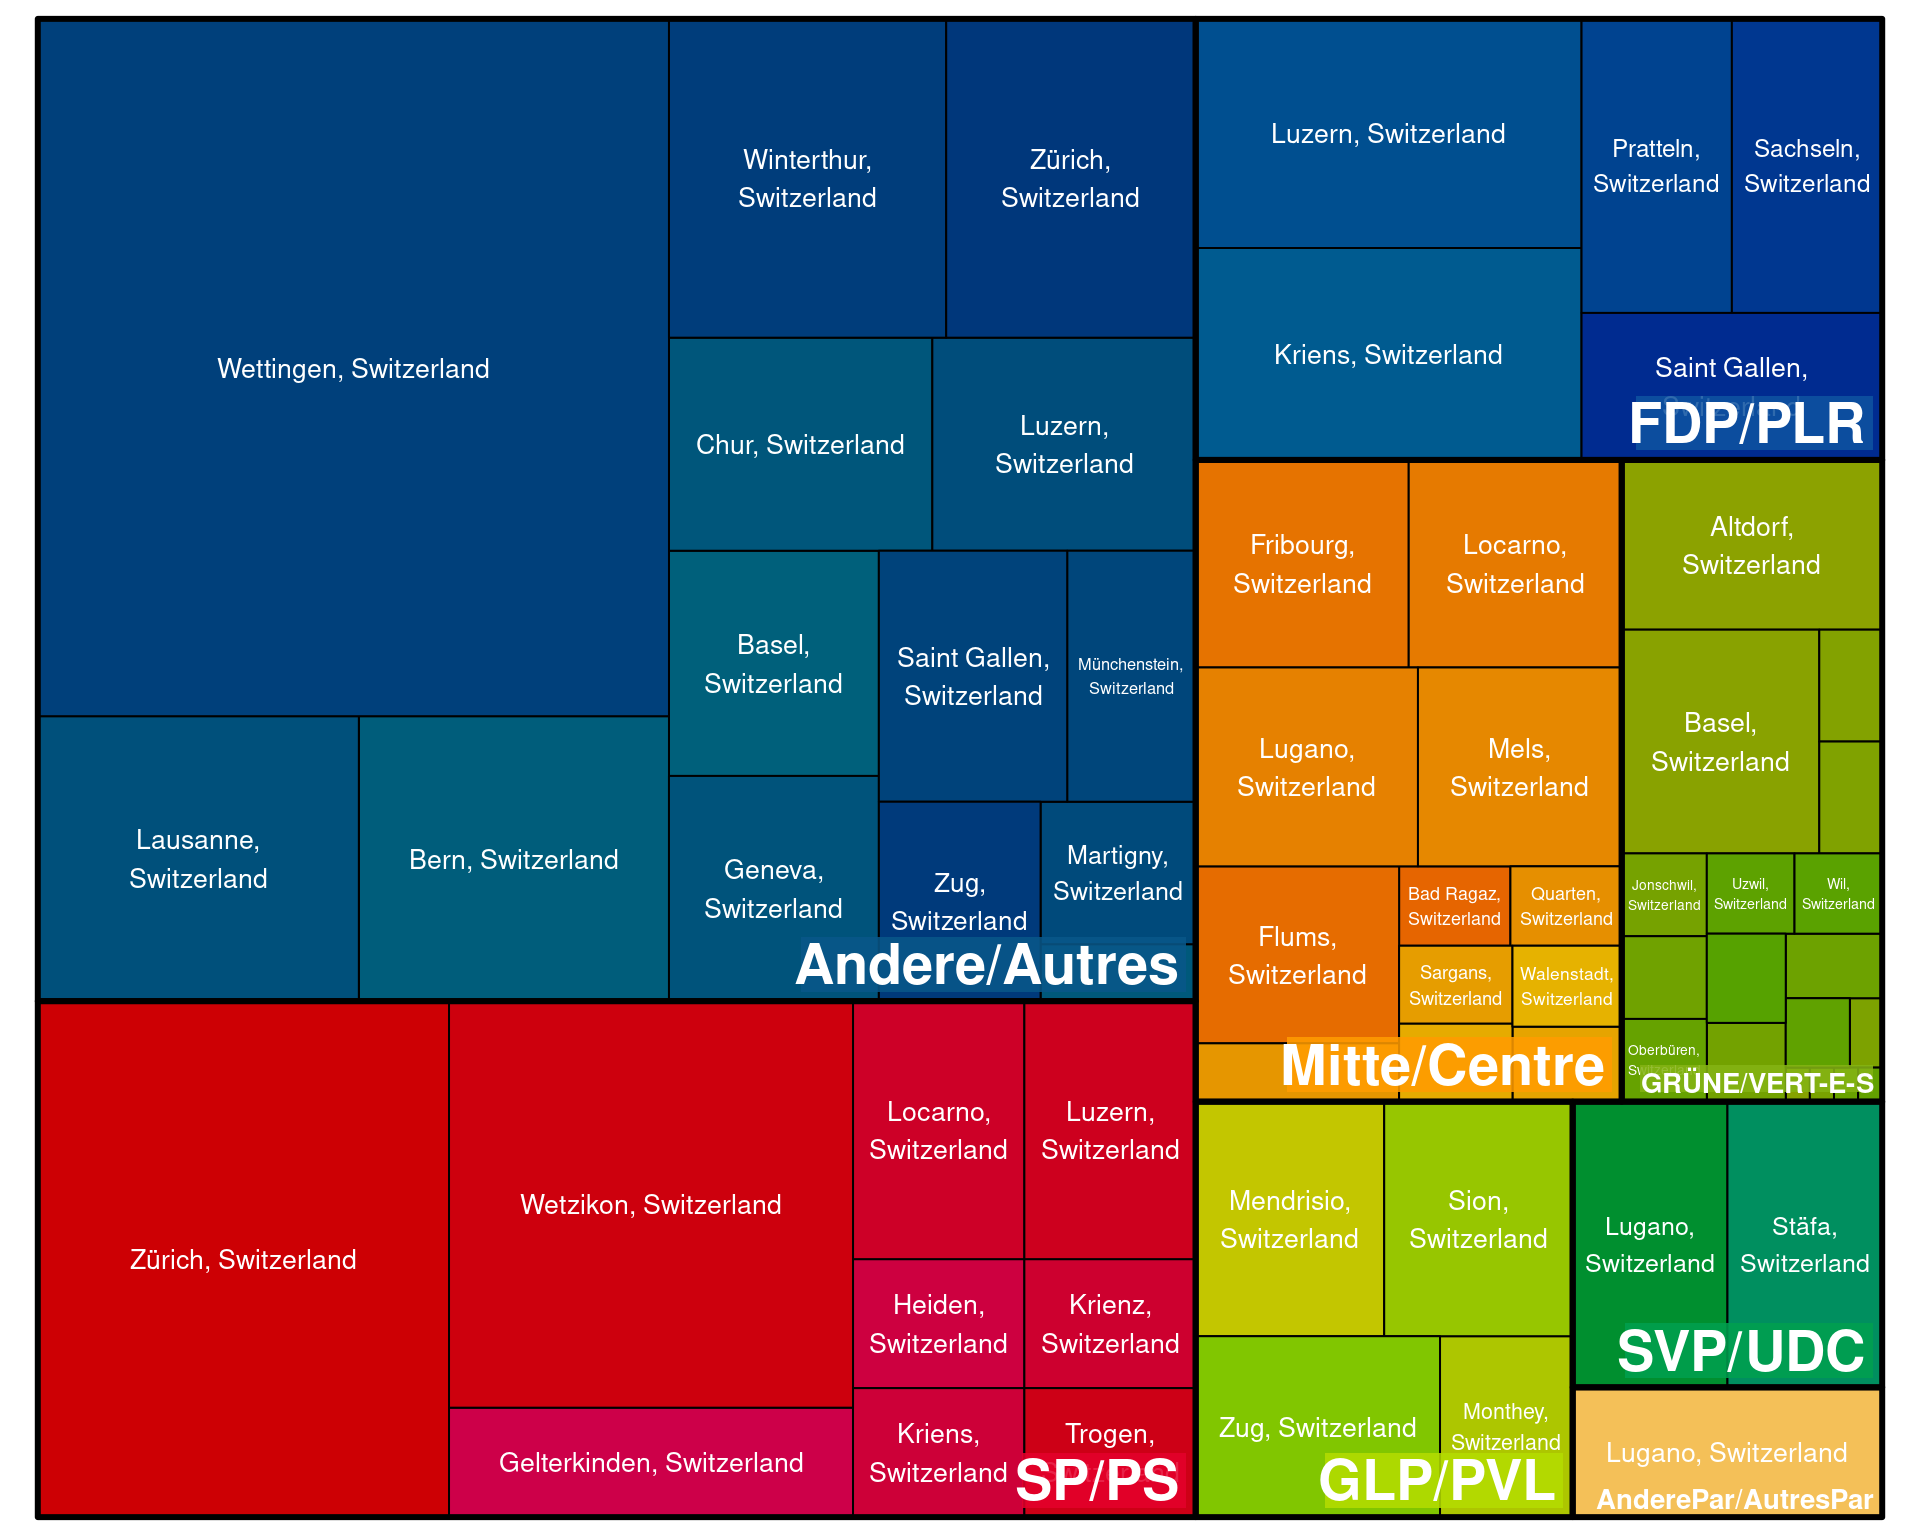 Wettingen, Switzerland
Winterthur,
Switzerland
Zürich,
Switzerland
Chur, Switzerland
Luzern,
Switzerland
Basel,
Switzerland
Saint Gallen,
Switzerland
Münchenstein,
Switzerland
Lausanne,
Switzerland
Bern, Switzerland
Geneva,
Switzerland
Zug,
Switzerland
Martigny,
Switzerland
Andere/Autres
Luzern, Switzerland
Pratteln,
Switzerland
Sachseln,
Switzerland
Kriens, Switzerland
Saint Gallen,
Switzerland
FDP/PLR
Fribourg,
Switzerland
Locarno,
Switzerland
Lugano,
Switzerland
Mels,
Switzerland
Flums,
Switzerland
Bad Ragaz,
Switzerland
Quarten,
Switzerland
Sargans,
Switzerland
Walenstadt,
Switzerland
Mitte/Centre
Altdorf,
Switzerland
Basel,
Switzerland
Jonschwil,
Switzerland
Uzwil,
Switzerland
Wil,
Switzerland
Oberbüren,
Switzerland
GRÜNE/VERT-E-S
Zürich, Switzerland
Wetzikon, Switzerland
Gelterkinden, Switzerland
Locarno,
Switzerland
Luzern,
Switzerland
Heiden,
Switzerland
Krienz,
Switzerland
Kriens,
Switzerland
Trogen,
Switzerland
SP/PS
Mendrisio,
Switzerland
Sion,
Switzerland
Zug, Switzerland
Monthey,
Switzerland
GLP/PVL
Lugano,
Switzerland
Stäfa,
Switzerland
SVP/UDC
Lugano, Switzerland
AnderePar/AutresPar